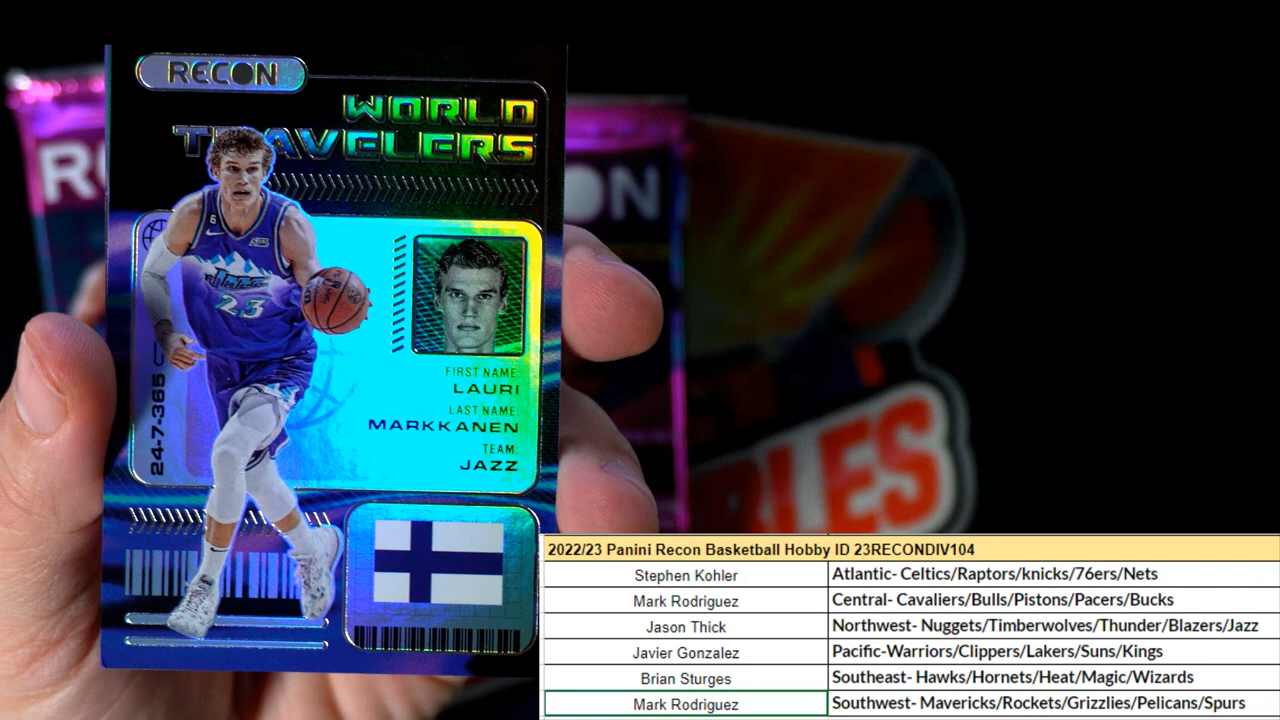 RECON
WORLD
TRAVELERS
6
23
24-7-365
FIRST NAME:
LAURI
LAST NAME:
MARKKANEN
TEAM:
JAZZ
2022/23 Panini Recon Basketball Hobby ID 23RECONDIV104
Stephen Kohler Atlantic- Celtics/Raptors/knicks/76ers/Nets
Mark Rodriguez Central- Cavaliers/Bulls/Pistons/Pacers/Bucks
Jason Thick Northwest- Nuggets/Timberwolves/Thunder/Blazers/Jazz
Javier Gonzalez Pacific-Warriors/Clippers/Lakers/Suns/Kings
Brian Sturges Southeast- Hawks/Hornets/Heat/Magic/Wizards
Mark Rodriguez Southwest- Mavericks/Rockets/Grizzlies/Pelicans/Spurs